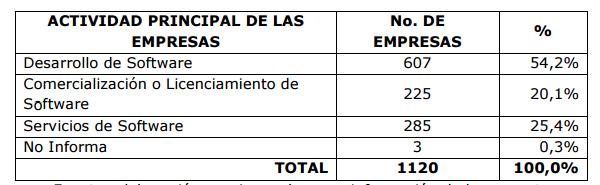 ACTIVIDAD PRINCIPAL DE LAS EMPRESAS No. DE EMPRESAS %
Desarrollo de Software 607 54,2%
Comercialización o Licenciamiento de Software 225 20,1%
Servicios de Software 285 25,4%
No Informa 3 0,3%
TOTAL 1120 100,0%